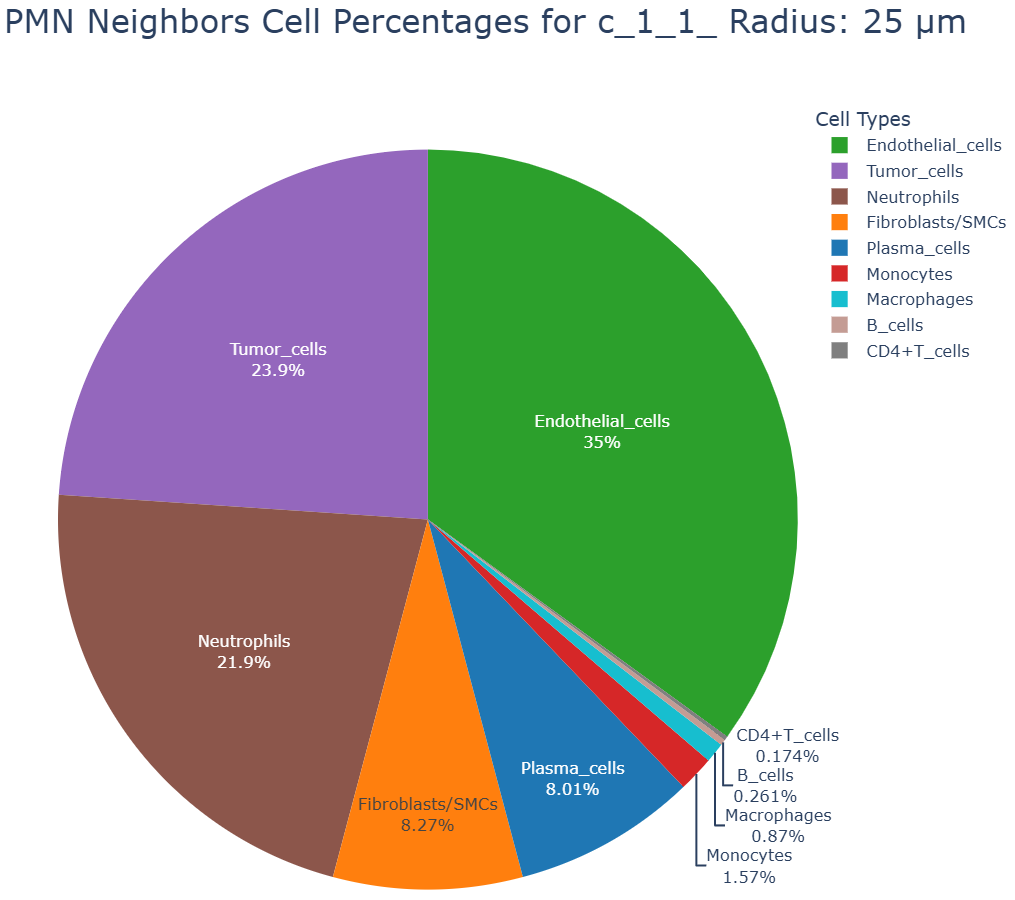 PMN Neighbors Cell Percentages for c_1_1_ Radius: 25 μm
Cell Types
Endothelial_cells
Tumor_cells
Neutrophils
Fibroblasts/SMCs
Plasma_cells
Monocytes
Macrophages
B_cells
CD4+T_cells
Tumor_cells
23.9%
Endothelial_cells
35%
Neutrophils
21.9%
Plasma_cells
8.01%
Fibroblasts/SMCs
8.27%
CD4+T_cells
0.174%
B_cells
0.261%
Macrophages
0.87%
Monocytes
1.57%